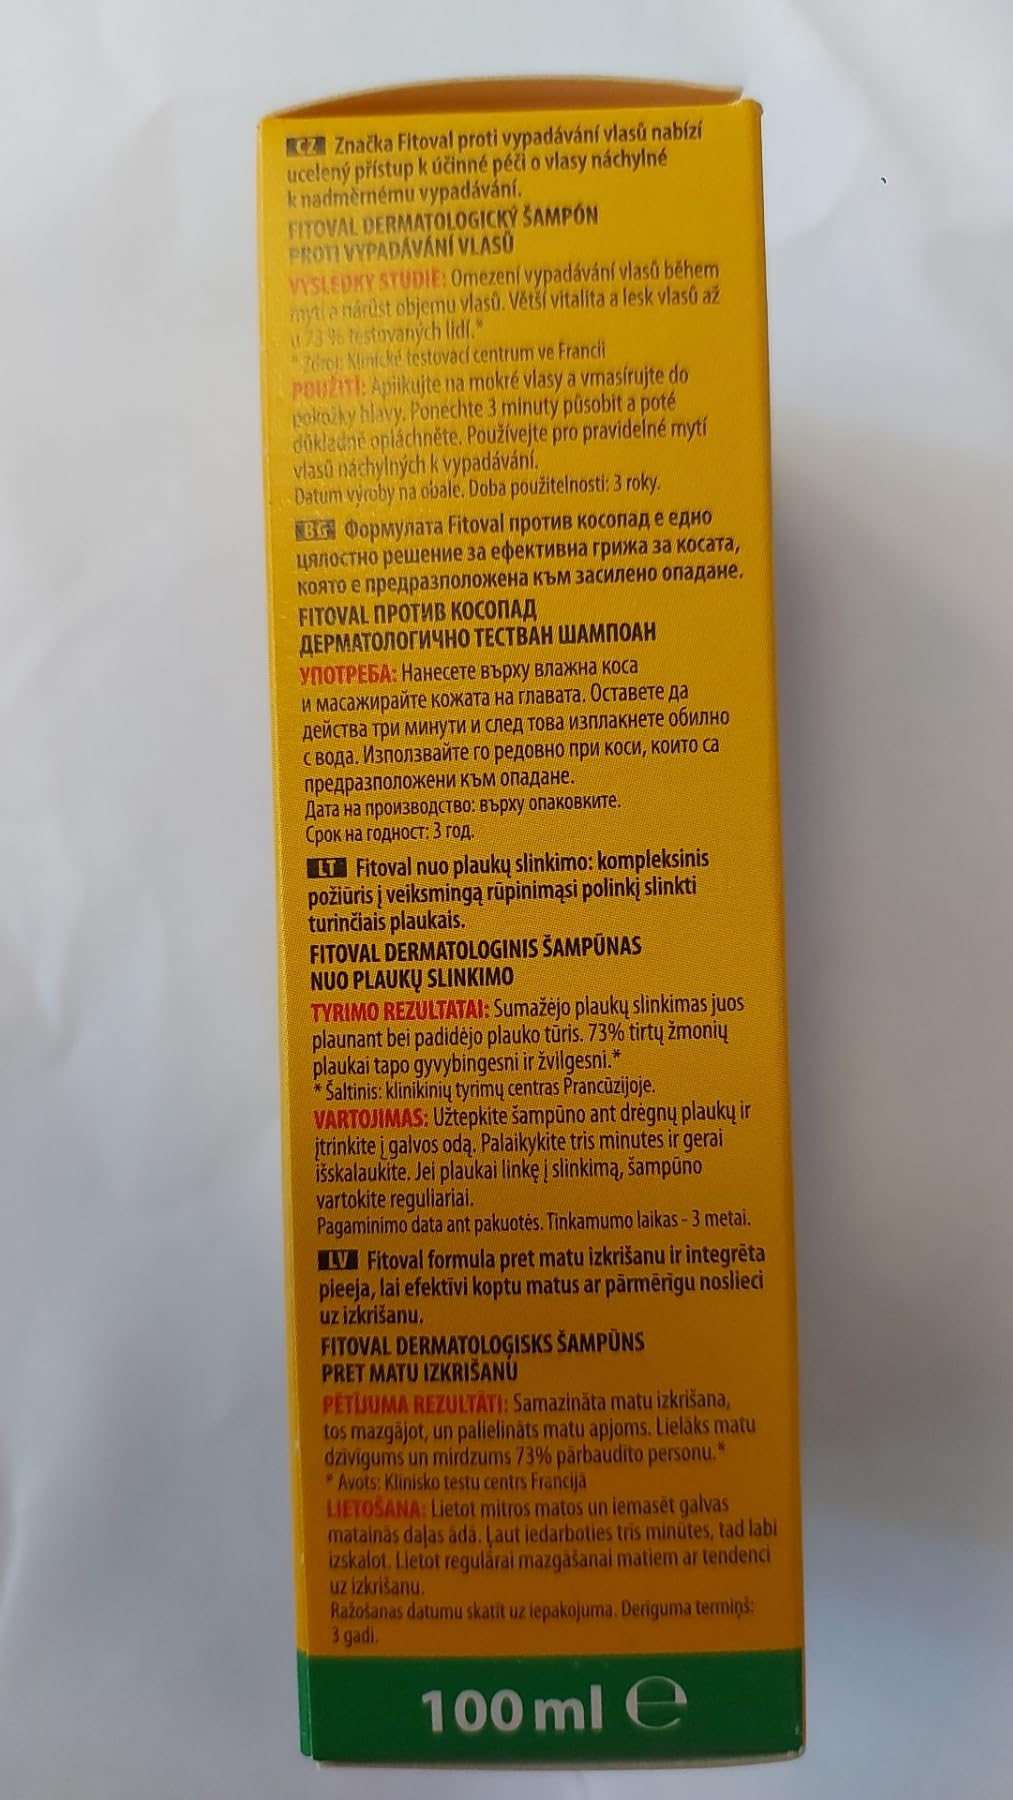 CZ Značka Fitoval proti vypadávání vlasů nabízí
ucelený přístup k účinné péči o vlasy náchylné
k nadměrnému vypadávání.
FITOVAL DERMATOLOGICKÝ ŠAMPÓN
PROTI VYPADÁVÁNÍ VLASŮ
VÝSLEDKY STUDIE: Omezení vypadávání vlasů během
mytí a nárůst objemu vlasů. Větší vitalita a lesk vlasů až
u 73 % testovaných lidí.*
* Zdroj: Klinické testovací centrum ve Francii
POUŽITÍ: Aplikujte na mokré vlasy a vmasírujte do
pokožky hlavy. Ponechte 3 minuty působit a poté
důkladně opláchněte. Používejte pro pravidelné mytí
vlasů náchylných k vypadávání.
Datum výroby na obale. Doba použitelnosti: 3 roky.
BG Формулата Fitoval против косопад е едно
цялостно решение за ефективна грижа за косата,
която е предразположена към засилено опадане.
FITOVAL ПРОТИВ КОСОПАД
ДЕРМАТОЛОГИЧНО ТЕСТВАН ШАМПОАН
УПОТРЕБА: Нанесете върху влажна коса
и масажирайте кожата на главата. Оставете да
действа три минути и след това изплакнете обилно
с вода. Използвайте го редовно при коси, които са
предразположени към опадане.
Дата на производство: върху опаковките.
Срок на годност: 3 год.
LT Fitoval nuo plaukų slinkimo: kompleksinis
požiūris į veiksmingą rūpinimąsi polinkį slinkti
turinčiais plaukais.
FITOVAL DERMATOLOGINIS ŠAMPŪNAS
NUO PLAUKŲ SLINKIMO
TYRIMO REZULTATAI: Sumažėjo plaukų slinkimas juos
plaunant bei padidėjo plauko tūris. 73% tirtų žmonių
plaukai tapo gyvybingesni ir žvilgesni.*
* Šaltinis: klinikinių tyrimų centras Prancūzijoje.
VARTOJIMAS: Užtepkite šampūno ant drėgnų plaukų ir
įtrinkite į galvos odą. Palaikykite tris minutes ir gerai
išskalaukite. Jei plaukai linkę į slinkimą, šampūno
vartokite reguliariai.
Pagaminimo data ant pakuotės. Tinkamumo laikas - 3 metai.
LV Fitoval formula pret matu izkrišanu ir integrēta
pieeja, lai efektīvi koptu matus ar pārmērīgu noslieci
uz izkrišanu.
FITOVAL DERMATOLOĢISKS ŠAMPŪNS
PRET MATU IZKRIŠANU
PĒTĪJUMA REZULTĀTI: Samazināta matu izkrišana,
tos mazgājot, un palielināts matu apjoms. Lielāks matu
dzīvīgums un mirdzums 73% pārbaudīto personu.*
* Avots: Klīnisko testu centrs Francijā
LIETOŠANA: Lietot mitros matos un iemasēt galvas
matainās daļas ādā. Ļaut iedarboties trīs minūtes, tad labi
izskalot. Lietot regulārai mazgāšanai matiem ar tendenci
uz izkrišanu.
Ražošanas datumu skatīt uz iepakojuma. Derīguma termiņš:
3 gadi.
100 ml ℮